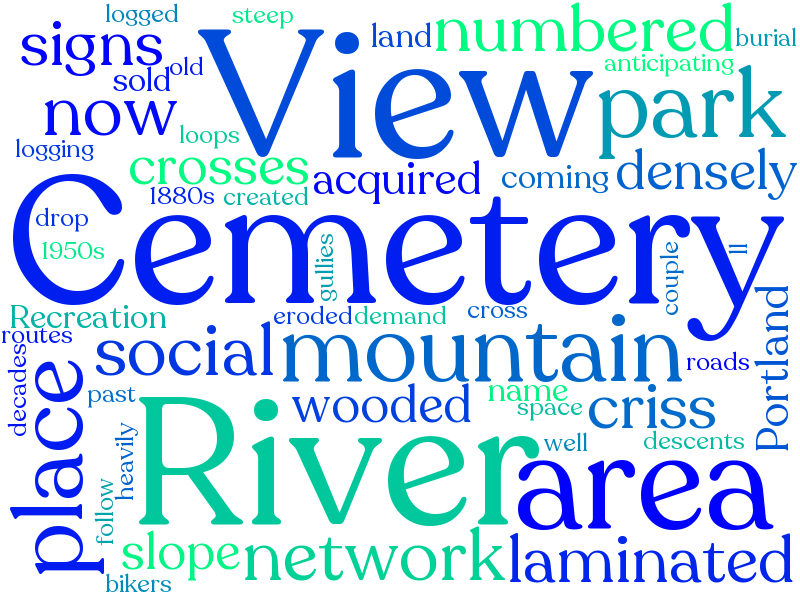 logged
steep
signs
land
numbered
burial
sold
old
View
anticipating
now
park
loops
logging
crosses
acquired
coming
densely
1880s
created
Cemetery
drop
1950s
gullies
couple
ll
Recreation
eroded
demand
cross
Portland
routes
social
mountain
roads
decades
place
past
wooded
name
space
criss
heavily
River
well
descents
follow
area
slope
network
laminated
bikers